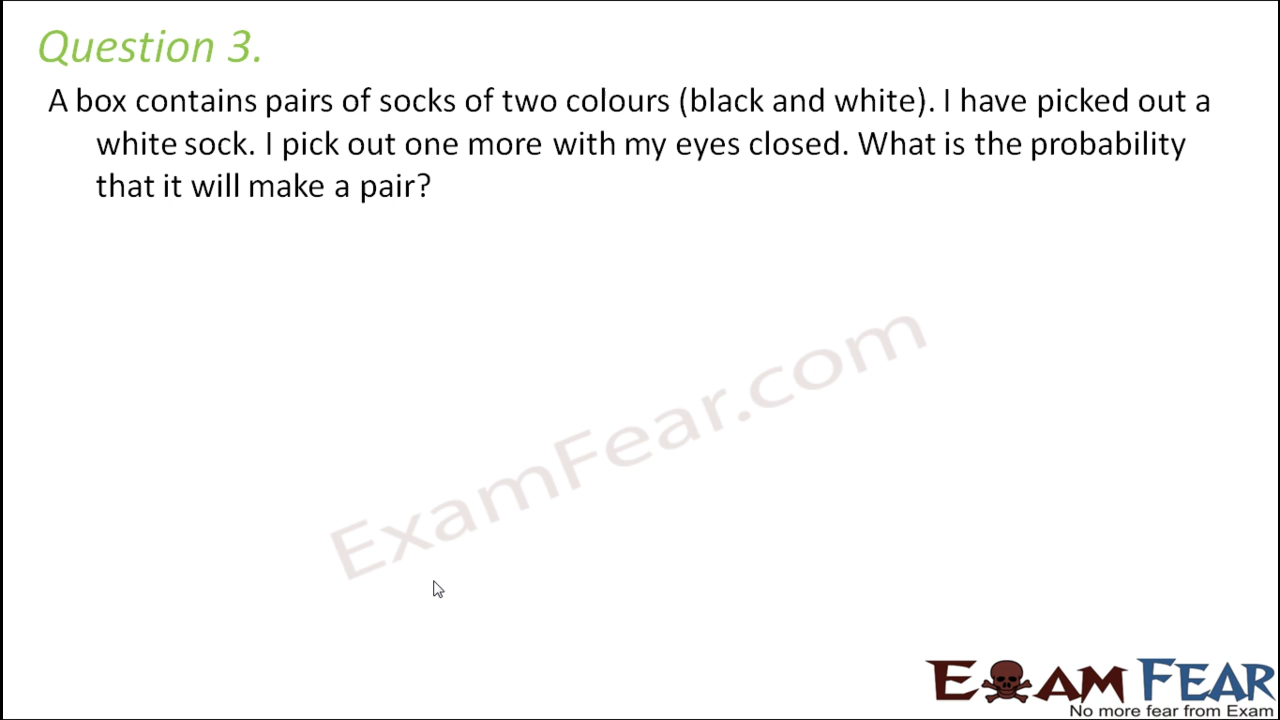 Question 3.
A box contains pairs of socks of two colours (black and white). I have picked out a
white sock. I pick out one more with my eyes closed. What is the probability
that it will make a pair?
ExamFear.com
EXAM FEAR
No more fear from Exam